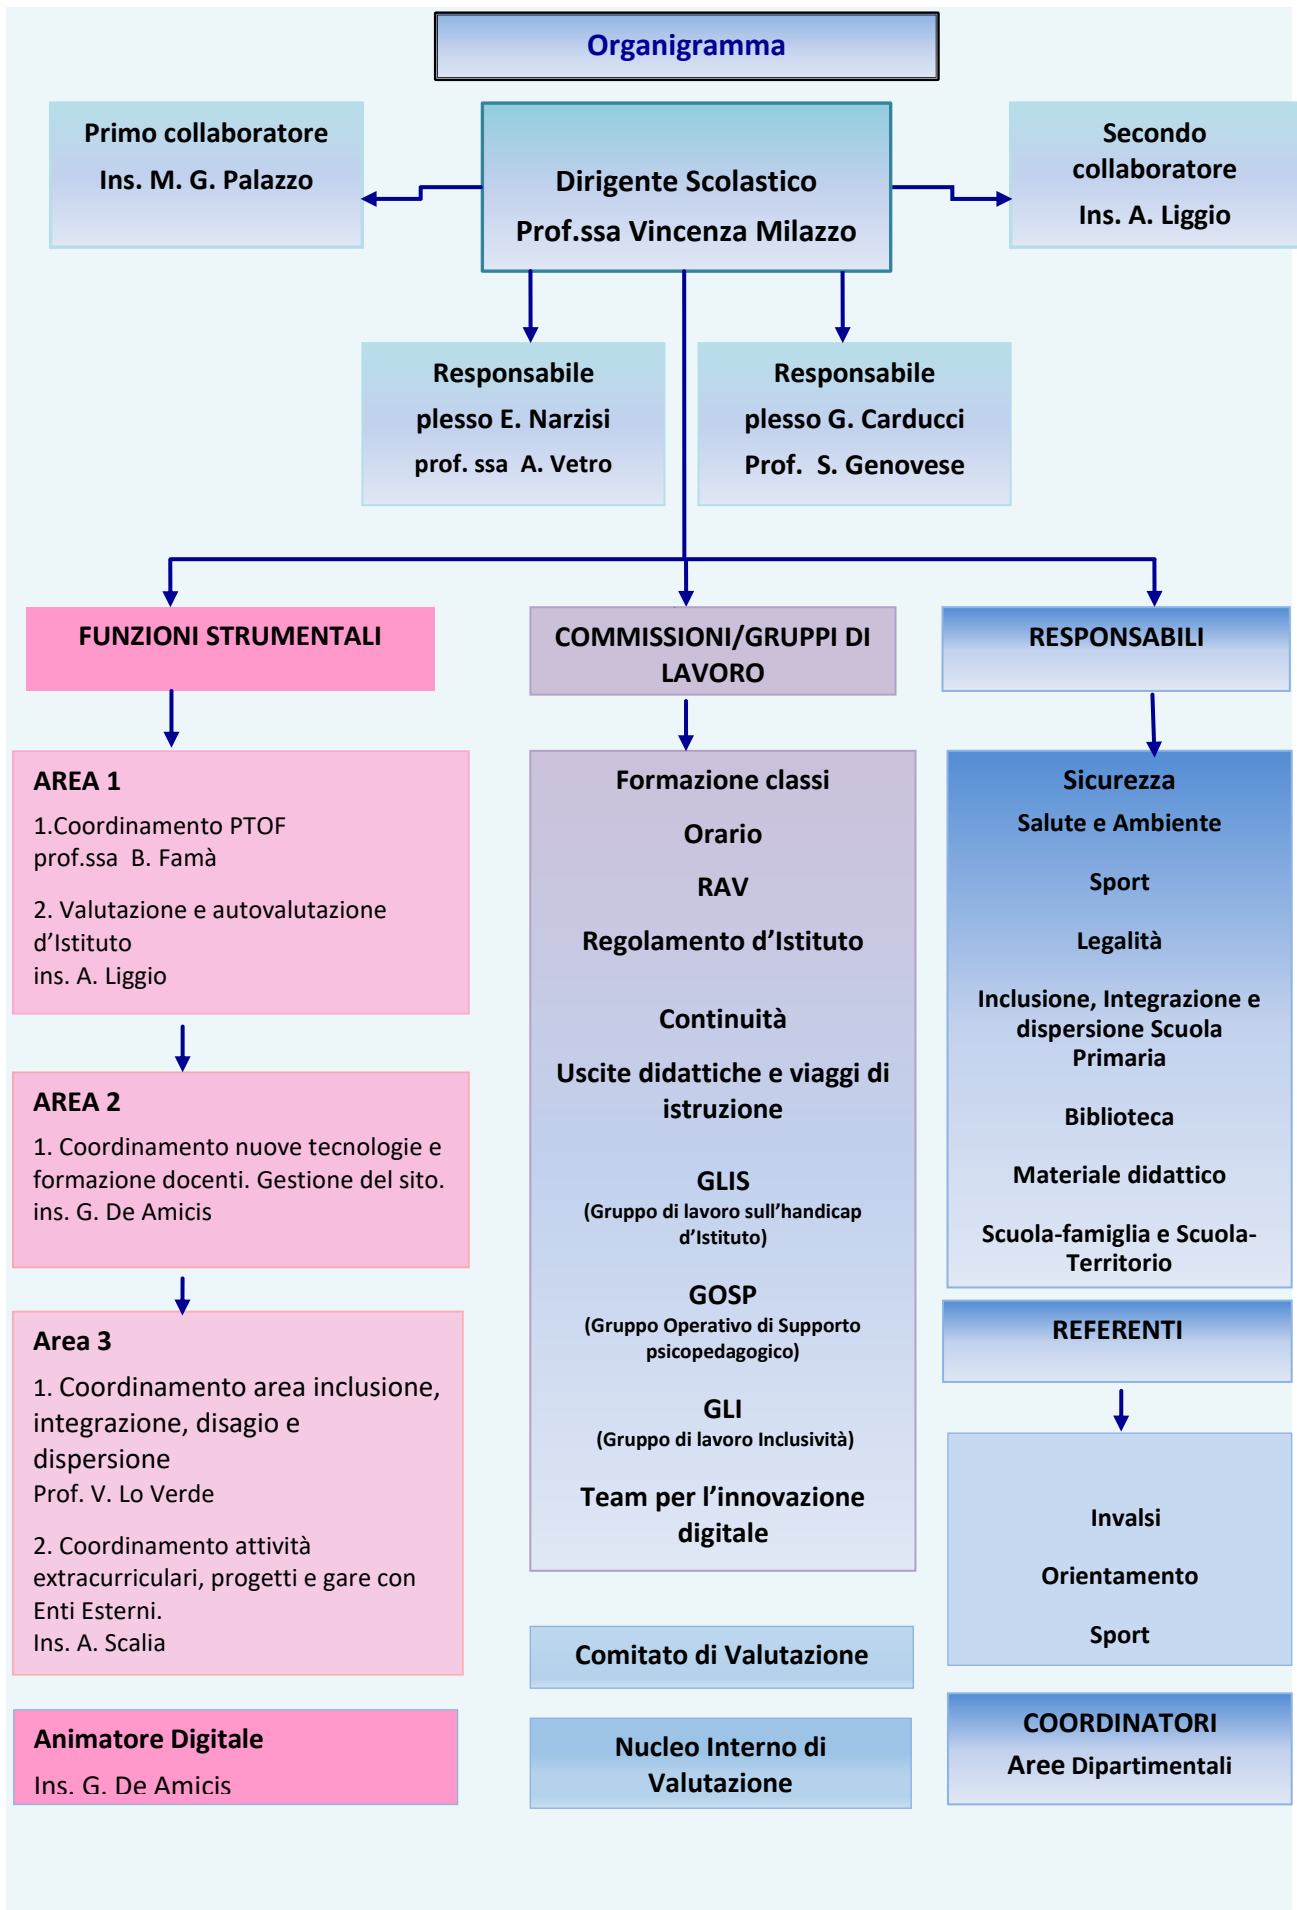 Organigramma
Primo collaboratore
Ins. M. G. Palazzo
Dirigente Scolastico
Prof.ssa Vincenza Milazzo
Secondo
collaboratore
Ins. A. Liggio
Responsabile
plesso E. Narzisi
prof. ssa  A. Vetro
Responsabile
plesso G. Carducci
Prof.  S. Genovese
FUNZIONI STRUMENTALI
AREA 1
1.Coordinamento PTOF
prof.ssa  B. Famà
2. Valutazione e autovalutazione
d’Istituto
ins. A. Liggio
AREA 2
1. Coordinamento nuove tecnologie e
formazione docenti. Gestione del sito.
ins. G. De Amicis
Area 3
1. Coordinamento area inclusione,
integrazione, disagio e
dispersione
Prof. V. Lo Verde
2. Coordinamento attività
extracurriculari, progetti e gare con
Enti Esterni.
Ins. A. Scalia
Animatore Digitale
Ins. G. De Amicis
COMMISSIONI/GRUPPI DI
LAVORO
Formazione classi
Orario
RAV
Regolamento d’Istituto
Continuità
Uscite didattiche e viaggi di
istruzione
GLIS
(Gruppo di lavoro sull’handicap
d’Istituto)
GOSP
(Gruppo Operativo di Supporto
psicopedagogico)
GLI
(Gruppo di lavoro Inclusività)
Team per l’innovazione
digitale
Comitato di Valutazione
Nucleo Interno di
Valutazione
RESPONSABILI
Sicurezza
Salute e Ambiente
Sport
Legalità
Inclusione, Integrazione e
dispersione Scuola
Primaria
Biblioteca
Materiale didattico
Scuola-famiglia e Scuola-
Territorio
REFERENTI
Invalsi
Orientamento
Sport
COORDINATORI
Aree Dipartimentali